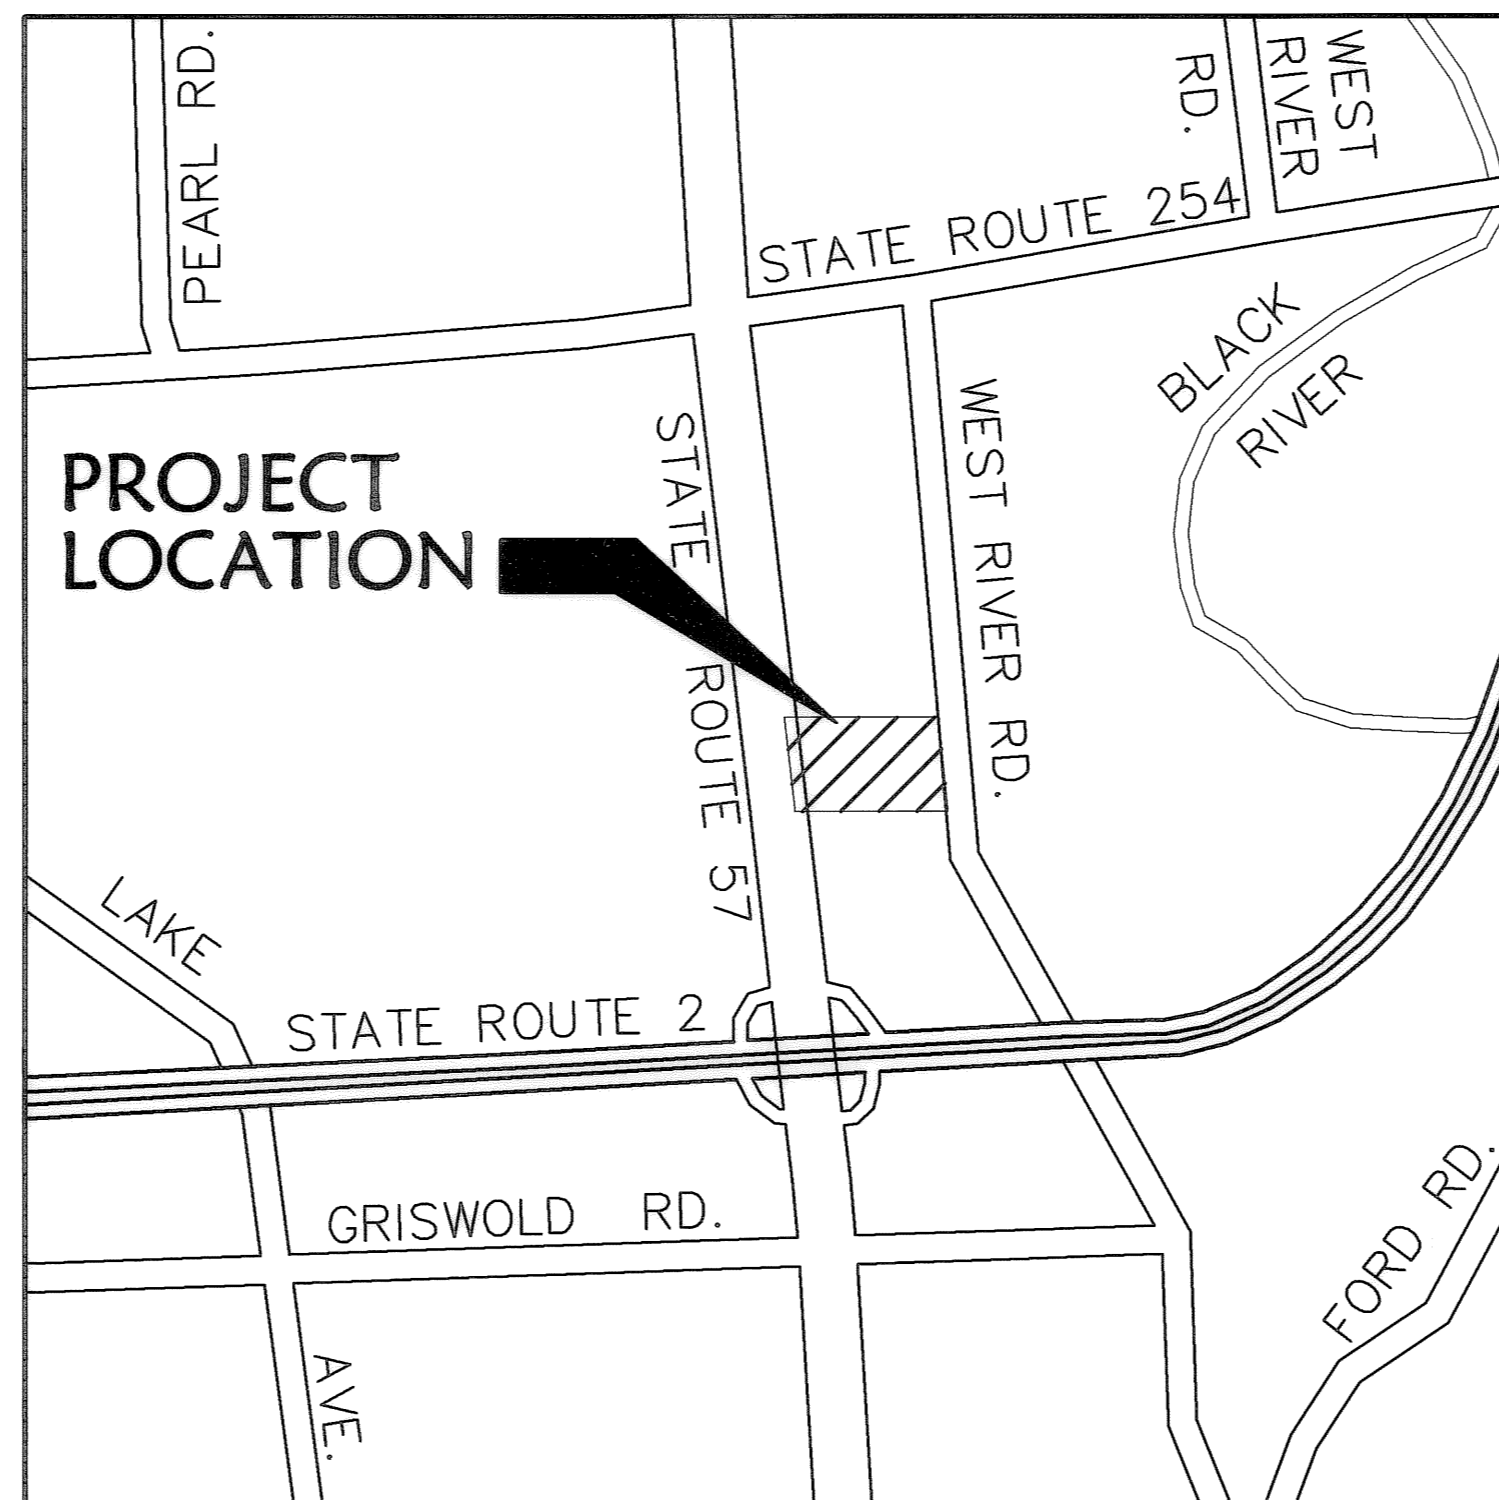 PEARL RD.
WEST
RIVER
RD.
STATE ROUTE 254
BLACK
RIVER
WEST RIVER RD.
STATE ROUTE 57
PROJECT
LOCATION
LAKE
STATE ROUTE 2
GRISWOLD RD.
FORD RD.
AVE.